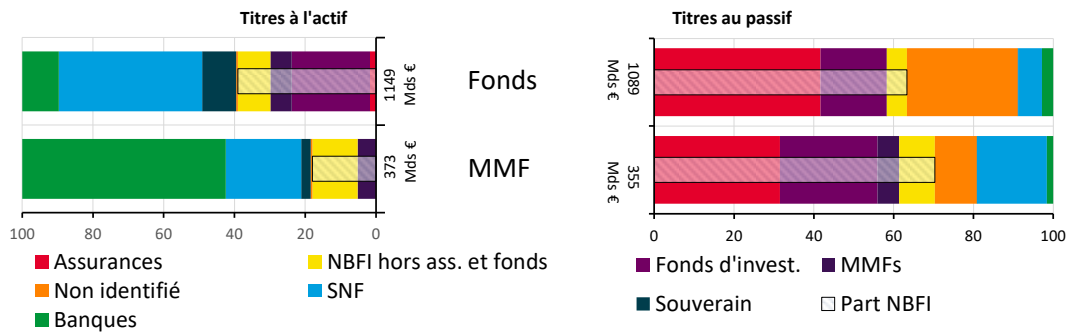 Titres à l'actif
Titres au passif
1149
Mds €
Fonds
1089
Mds €
373
Mds €
MMF
355
Mds €
100 80 60 40 20 0
0 20 40 60 80 100
Assurances
NBFI hors ass. et fonds
Fonds d'invest.
MMFs
Non identifié
SNF
Souverain
Part NBFI
Banques